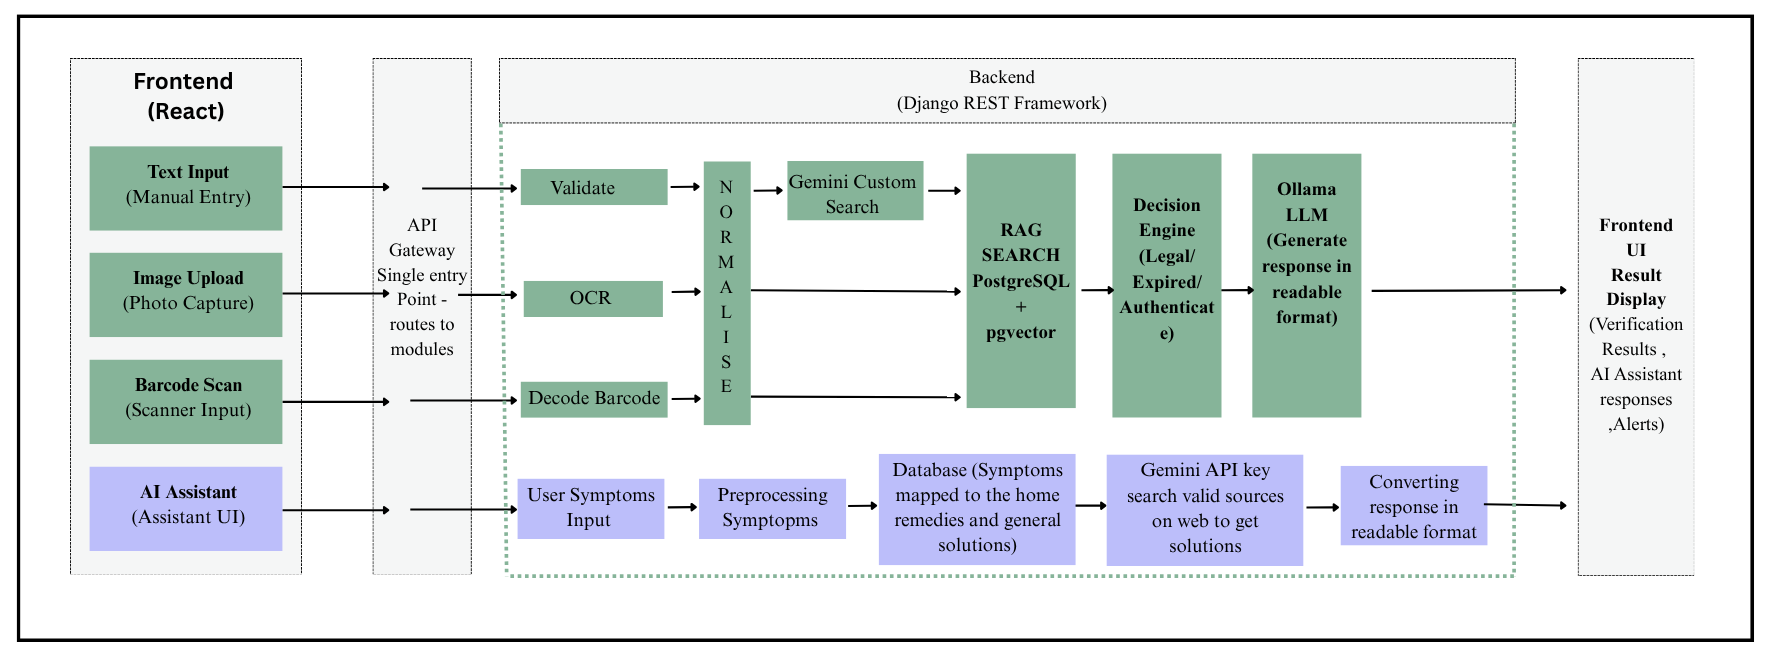 Frontend
(React)
Text Input
(Manual Entry)
Image Upload
(Photo Capture)
Barcode Scan
(Scanner Input)
AI Assistant
(Assistant UI)
API
Gateway
Single entry
Point -
routes to
modules
Backend
(Django REST Framework)
Validate
OCR
Decode Barcode
N
O
R
M
A
L
I
S
E
Gemini Custom
Search
RAG
SEARCH
PostgreSQL
+
pgvector
Decision
Engine
(Legal/
Expired/
Authenticat
e)
Ollama
LLM
(Generate
response in
readable
format)
User Symptoms
Input
Preprocessing
Symptopms
Database (Symptoms
mapped to the home
remedies and general
solutions)
Gemini API key
search valid sources
on web to get
solutions
Converting
response in
readable format
Frontend
UI
Result
Display
(Verification
Results ,
AI Assistant
responses
,Alerts)